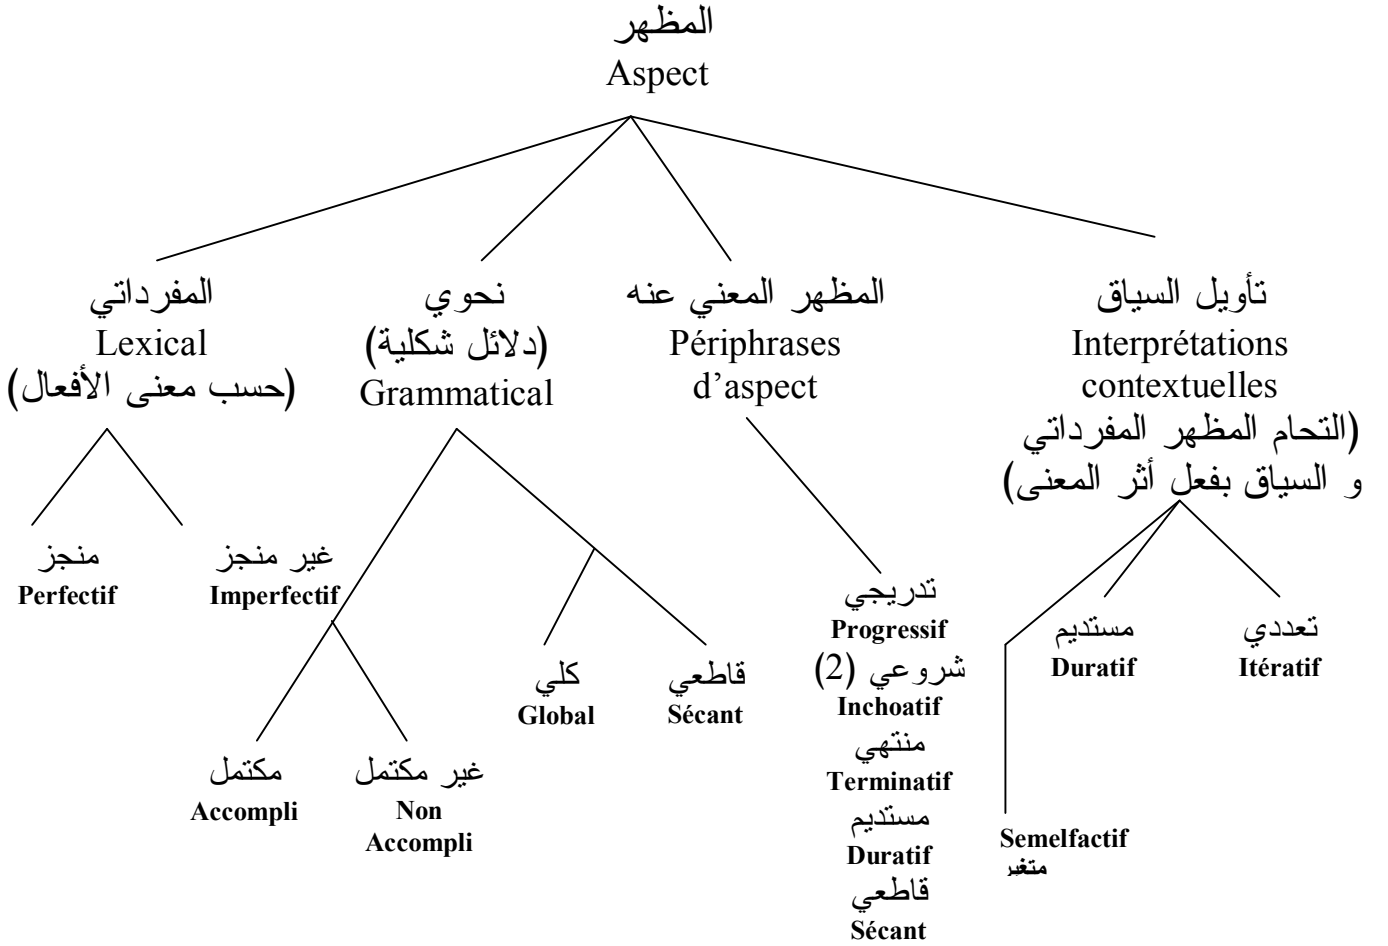 المظهر
Aspect
المفرداتي
Lexical
(حسب معنى الأفعال)
نحوي
(دلائل شكلية)
Grammatical
المظهر المعني عنه
Périphrases
d’aspect
تأويل السياق
Interprétations
contextuelles
(التحام المظهر المفرداتي
و السياق بفعل أثر المعنى)
منجز
Perfectif
غير منجز
Imperfectif
مكتمل
Accompli
غير مكتمل
Non
Accompli
كلي
Global
قاطعي
Sécant
تدريجي
Progressif
شروعي (2)
Inchoatif
منتهي
Terminatif
مستديم
Duratif
قاطعي
Sécant
Semelfactif
متغير
مستديم
Duratif
تعددي
Itératif